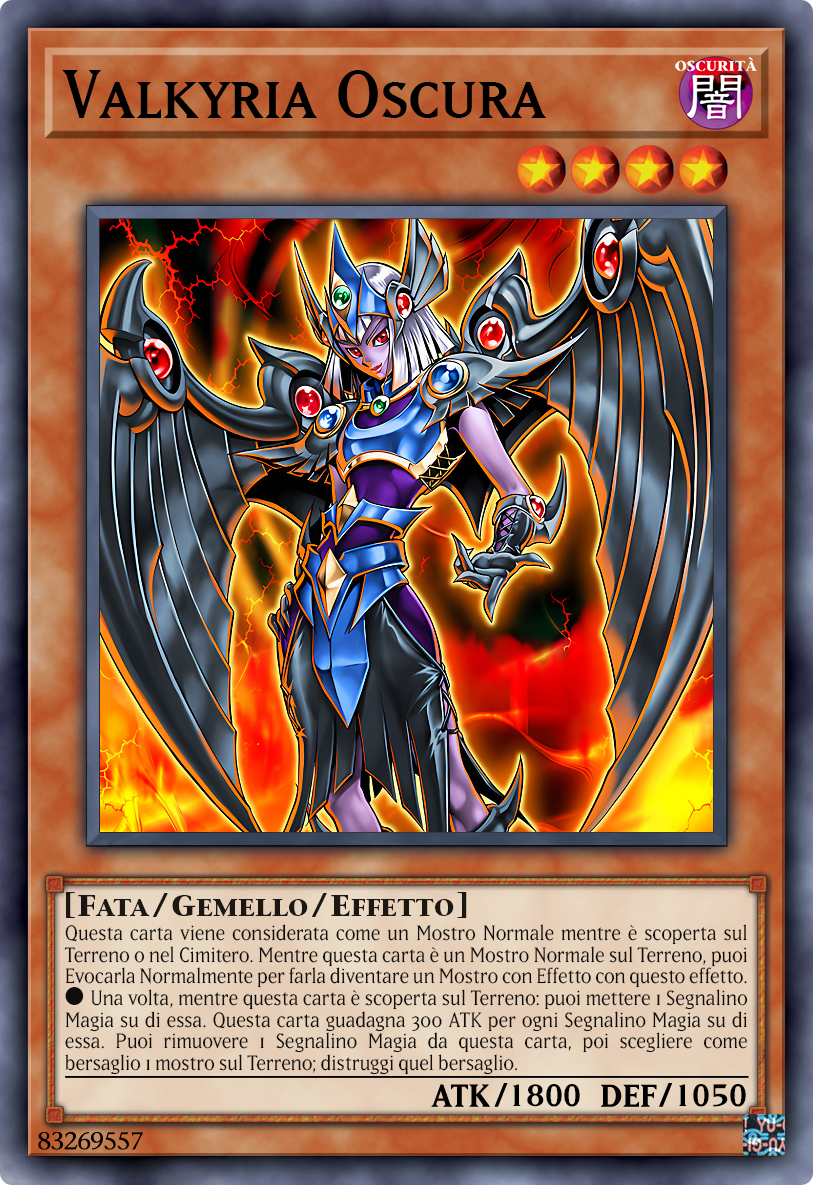 Valkyria Oscura
OSCURITÀ
闇
[Fata/Gemello/Effetto]
Questa carta viene considerata come un Mostro Normale mentre è scoperta sul
Terreno o nel Cimitero. Mentre questa carta è un Mostro Normale sul Terreno, puoi
Evocarla Normalmente per farla diventare un Mostro con Effetto con questo effetto.
● Una volta, mentre questa carta è scoperta sul Terreno: puoi mettere 1 Segnalino
Magia su di essa. Questa carta guadagna 300 ATK per ogni Segnalino Magia su di
essa. Puoi rimuovere 1 Segnalino Magia da questa carta, poi scegliere come
bersaglio 1 mostro sul Terreno; distruggi quel bersaglio.
ATK/1800 DEF/1050
83269557